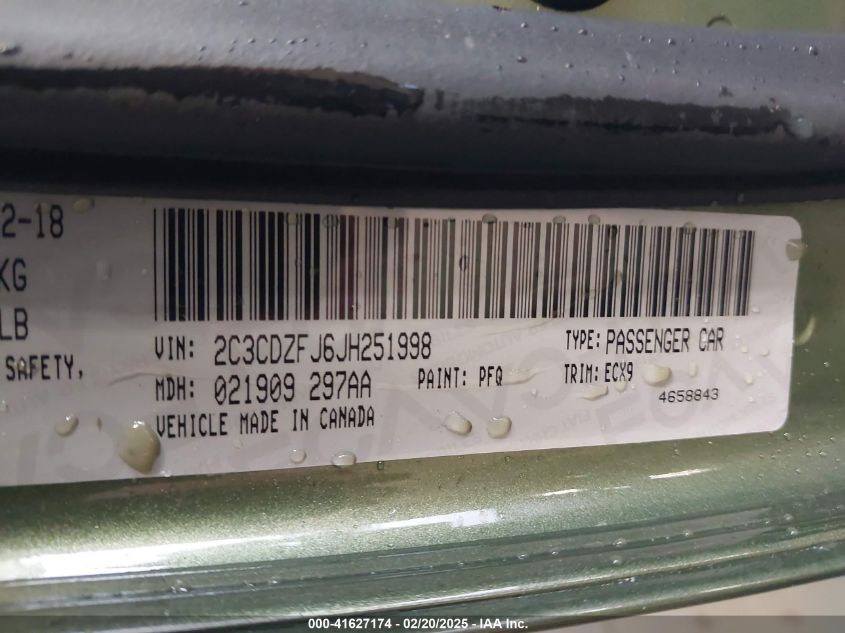 2-18
KG
LB
SAFETY,
VIN: 2C3CDZFJ6JH251998
TYPE: PASSENGER CAR
MDH: 021909 297AA
PAINT: PFQ
TRIM: ECX9
VEHICLE MADE IN CANADA
4658843
000-41627174 - 02/20/2025 - IAA Inc.